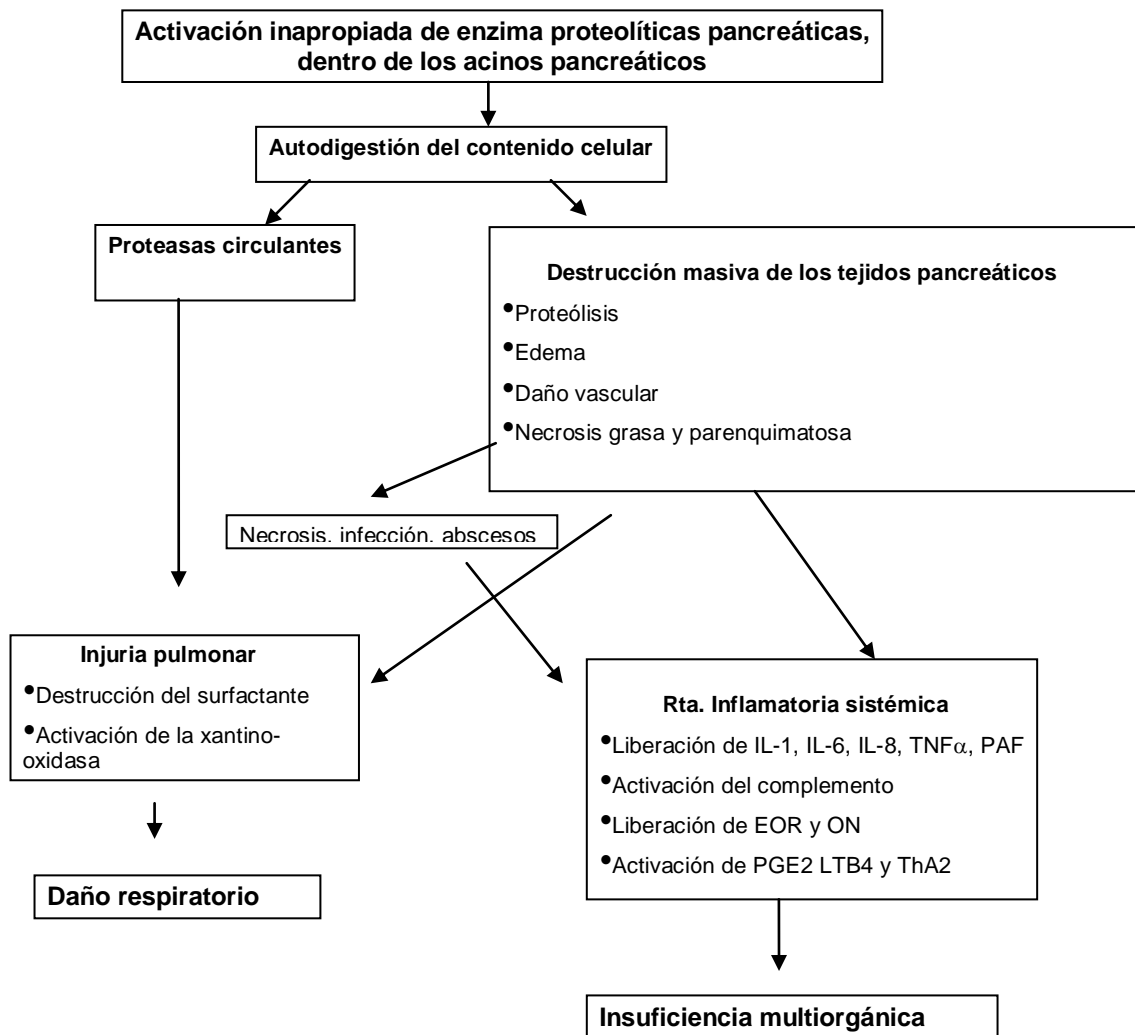 Activación inapropiada de enzima proteolíticas pancreáticas,
dentro de los acinos pancreáticos
Autodigestión del contenido celular
Proteasas circulantes
Destrucción masiva de los tejidos pancreáticos
•Proteólisis
•Edema
•Daño vascular
•Necrosis grasa y parenquimatosa
Necrosis, infección, abscesos
Injuria pulmonar
•Destrucción del surfactante
•Activación de la xantino-
oxidasa
Rta. Inflamatoria sistémica
•Liberación de IL-1, IL-6, IL-8, TNFα, PAF
•Activación del complemento
•Liberación de EOR y ON
•Activación de PGE2 LTB4 y ThA2
Daño respiratorio
Insuficiencia multiorgánica